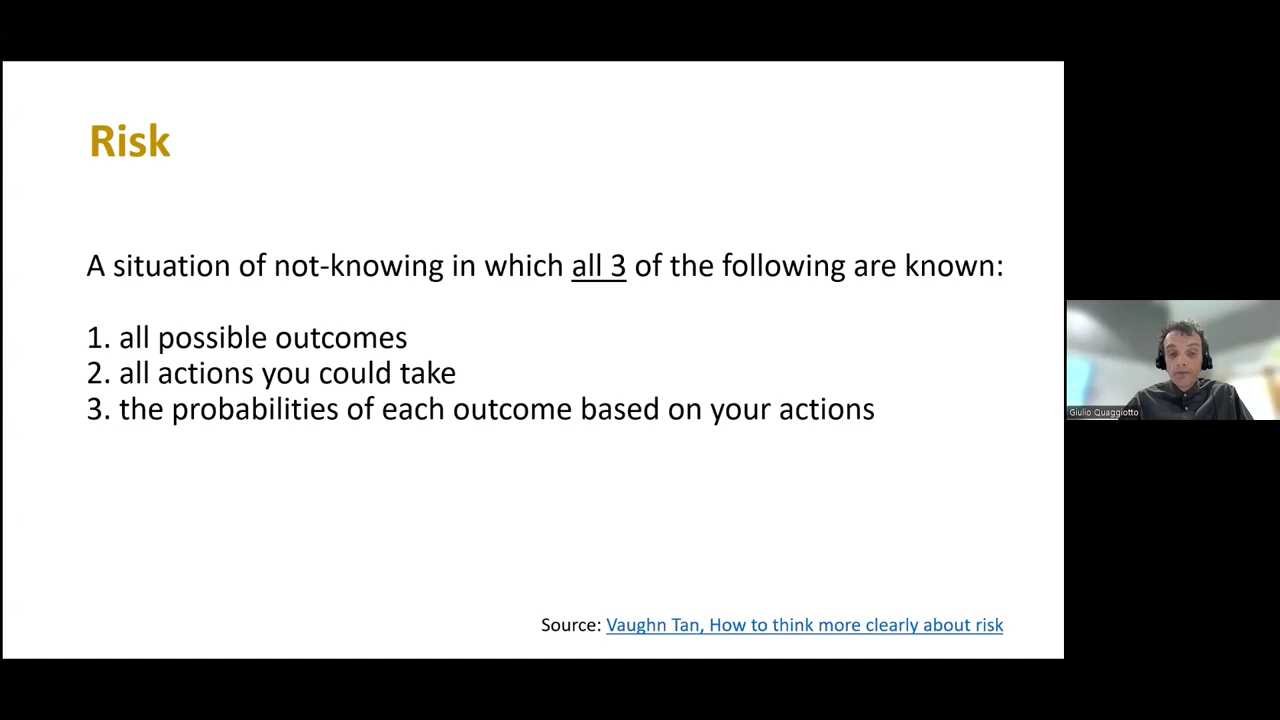 Risk
A situation of not-knowing in which all 3 of the following are known:
1. all possible outcomes
2. all actions you could take
3. the probabilities of each outcome based on your actions
Source: Vaughn Tan, How to think more clearly about risk
Giulio Quaggiotto